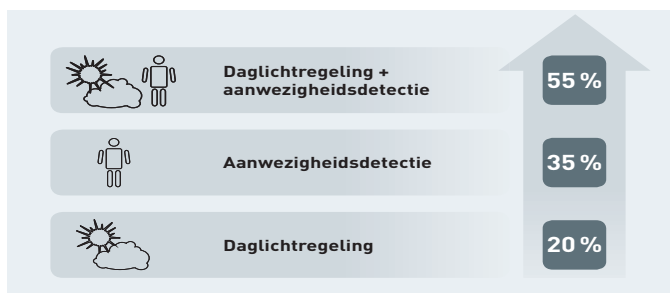 Daglichtregeling +
aanwezigheidsdetectie
55 %
Aanwezigheidsdetectie
35 %
Daglichtregeling
20 %